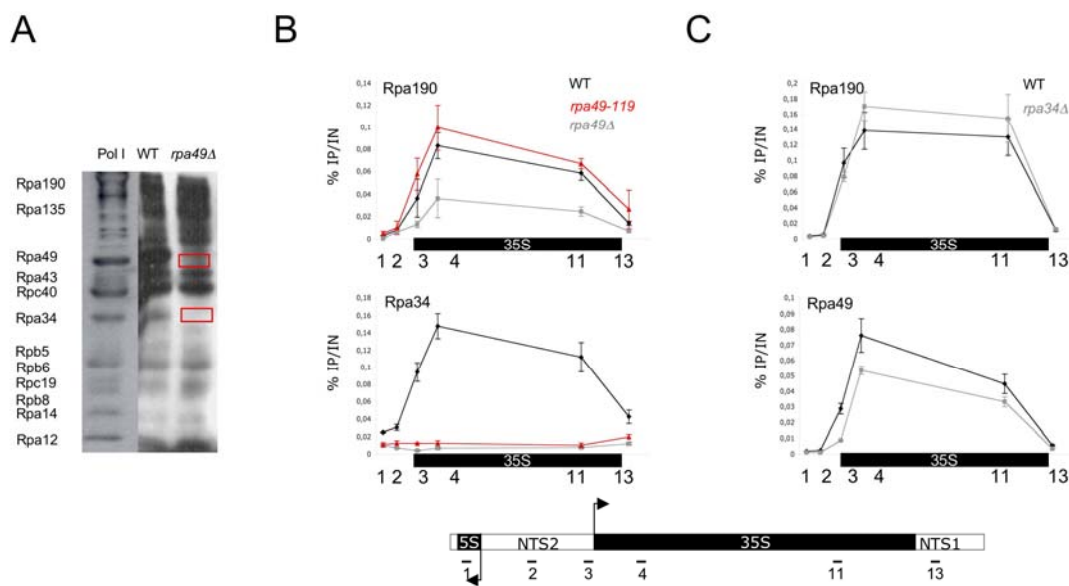 A
Pol I WT rpa49Δ
Rpa190
Rpa135
Rpa49
Rpa43
Rpc40
Rpa34
Rpb5
Rpb6
Rpc19
Rpb8
Rpa14
Rpa12
B
Rpa190
WT
rpa49-119
rpa49Δ
% IP/IN
0,14
0,12
0,1
0,08
0,06
0,04
0,02
0
35S
1 2 3 4 11 13
Rpa34
% IP/IN
0,18
0,16
0,14
0,12
0,1
0,08
0,06
0,04
0,02
0
35S
1 2 3 4 11 13
C
Rpa190
WT
rpa34Δ
% IP/IN
0,2
0,18
0,16
0,14
0,12
0,1
0,08
0,06
0,04
0,02
0
35S
1 2 3 4 11 13
Rpa49
% IP/IN
0,1
0,09
0,08
0,07
0,06
0,05
0,04
0,03
0,02
0,01
0
35S
1 2 3 4 11 13
5S NTS2 35S NTS1
1 2 3 4 11 13